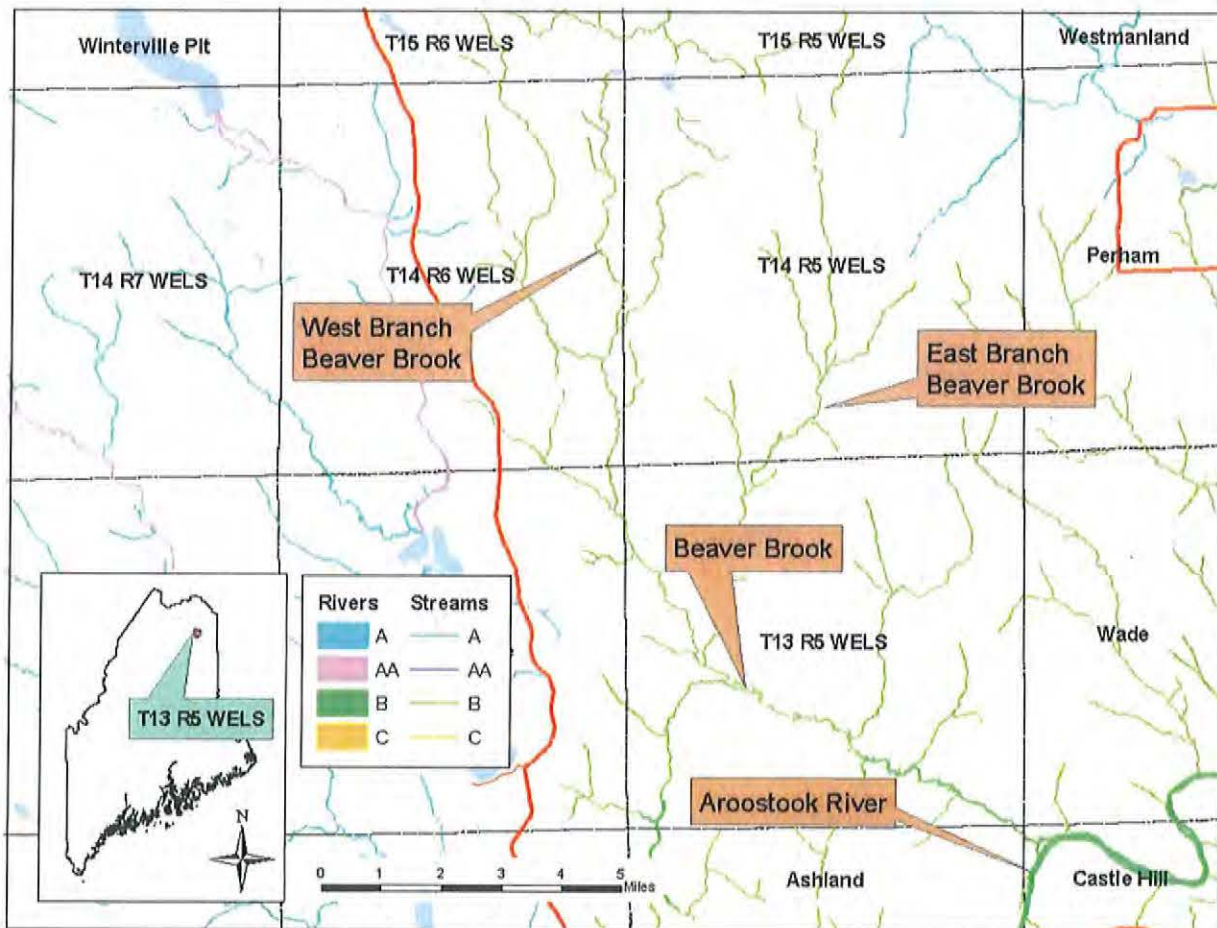 Winterville Plt
T15 R6 WELS
T15 R5 WELS
Westmanland
T14 R7 WELS
T14 R6 WELS
T14 R5 WELS
Perham
West Branch
Beaver Brook
East Branch
Beaver Brook
Beaver Brook
T13 R5 WELS
Wade
Rivers Streams
A A
AA AA
B B
C C
T13 R5 WELS
N
Aroostook River
0 1 2 3 4 5
Miles
Ashland
Castle Hill